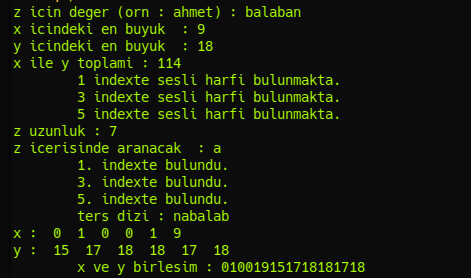 z icin deger (orn : ahmet) : balaban
x icindeki en buyuk  : 9
y icindeki en buyuk  : 18
x ile y toplami : 114
        1 indexte sesli harfi bulunmakta.
        3 indexte sesli harfi bulunmakta.
        5 indexte sesli harfi bulunmakta.
z uzunluk : 7
z icerisinde aranacak  : a
        1. indexte bulundu.
        3. indexte bulundu.
        5. indexte bulundu.
        ters dizi : nabalab
x :  0  1  0  0  1  9
y :  15  17  18  18  17  18
        x ve y birlesim : 010019151718181718